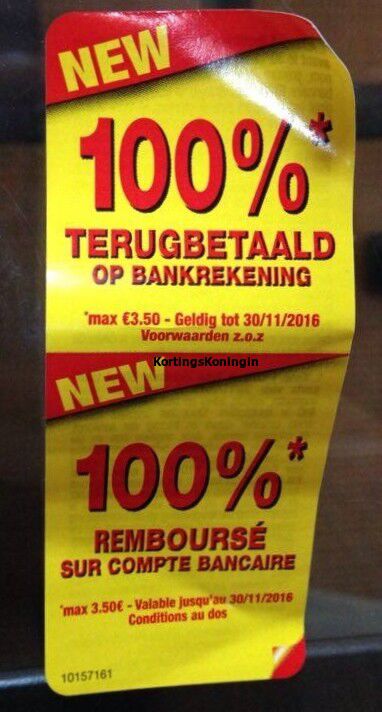 NEW
100%*
TERUGBETAALD
OP BANKREKENING
*max €3.50 - Geldig tot 30/11/2016
Voorwaarden z.o.z
KortingsKoningin
NEW
100%*
REMBOURSÉ
SUR COMPTE BANCAIRE
*max 3.50€ - Valable jusqu'au 30/11/2016
Conditions au dos
10157161